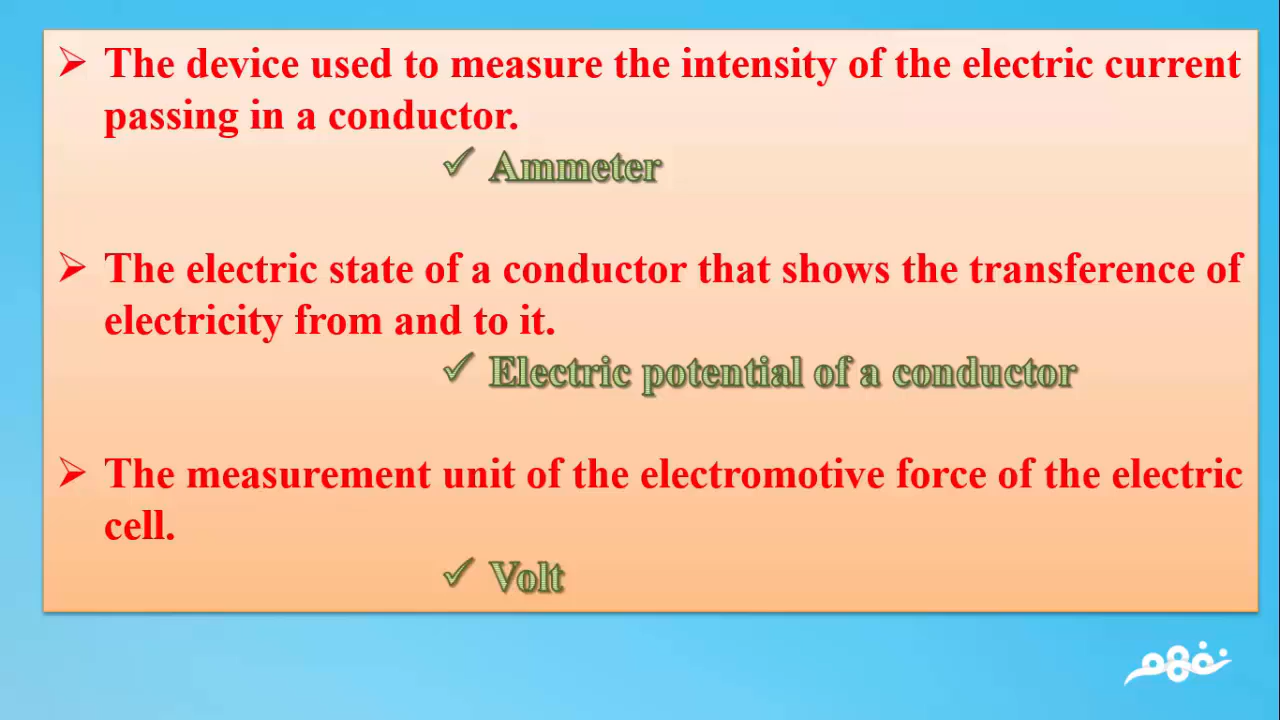 The device used to measure the intensity of the electric current
passing in a conductor.
Ammeter
The electric state of a conductor that shows the transference of
electricity from and to it.
Electric potential of a conductor
The measurement unit of the electromotive force of the electric
cell.
Volt
نفهم